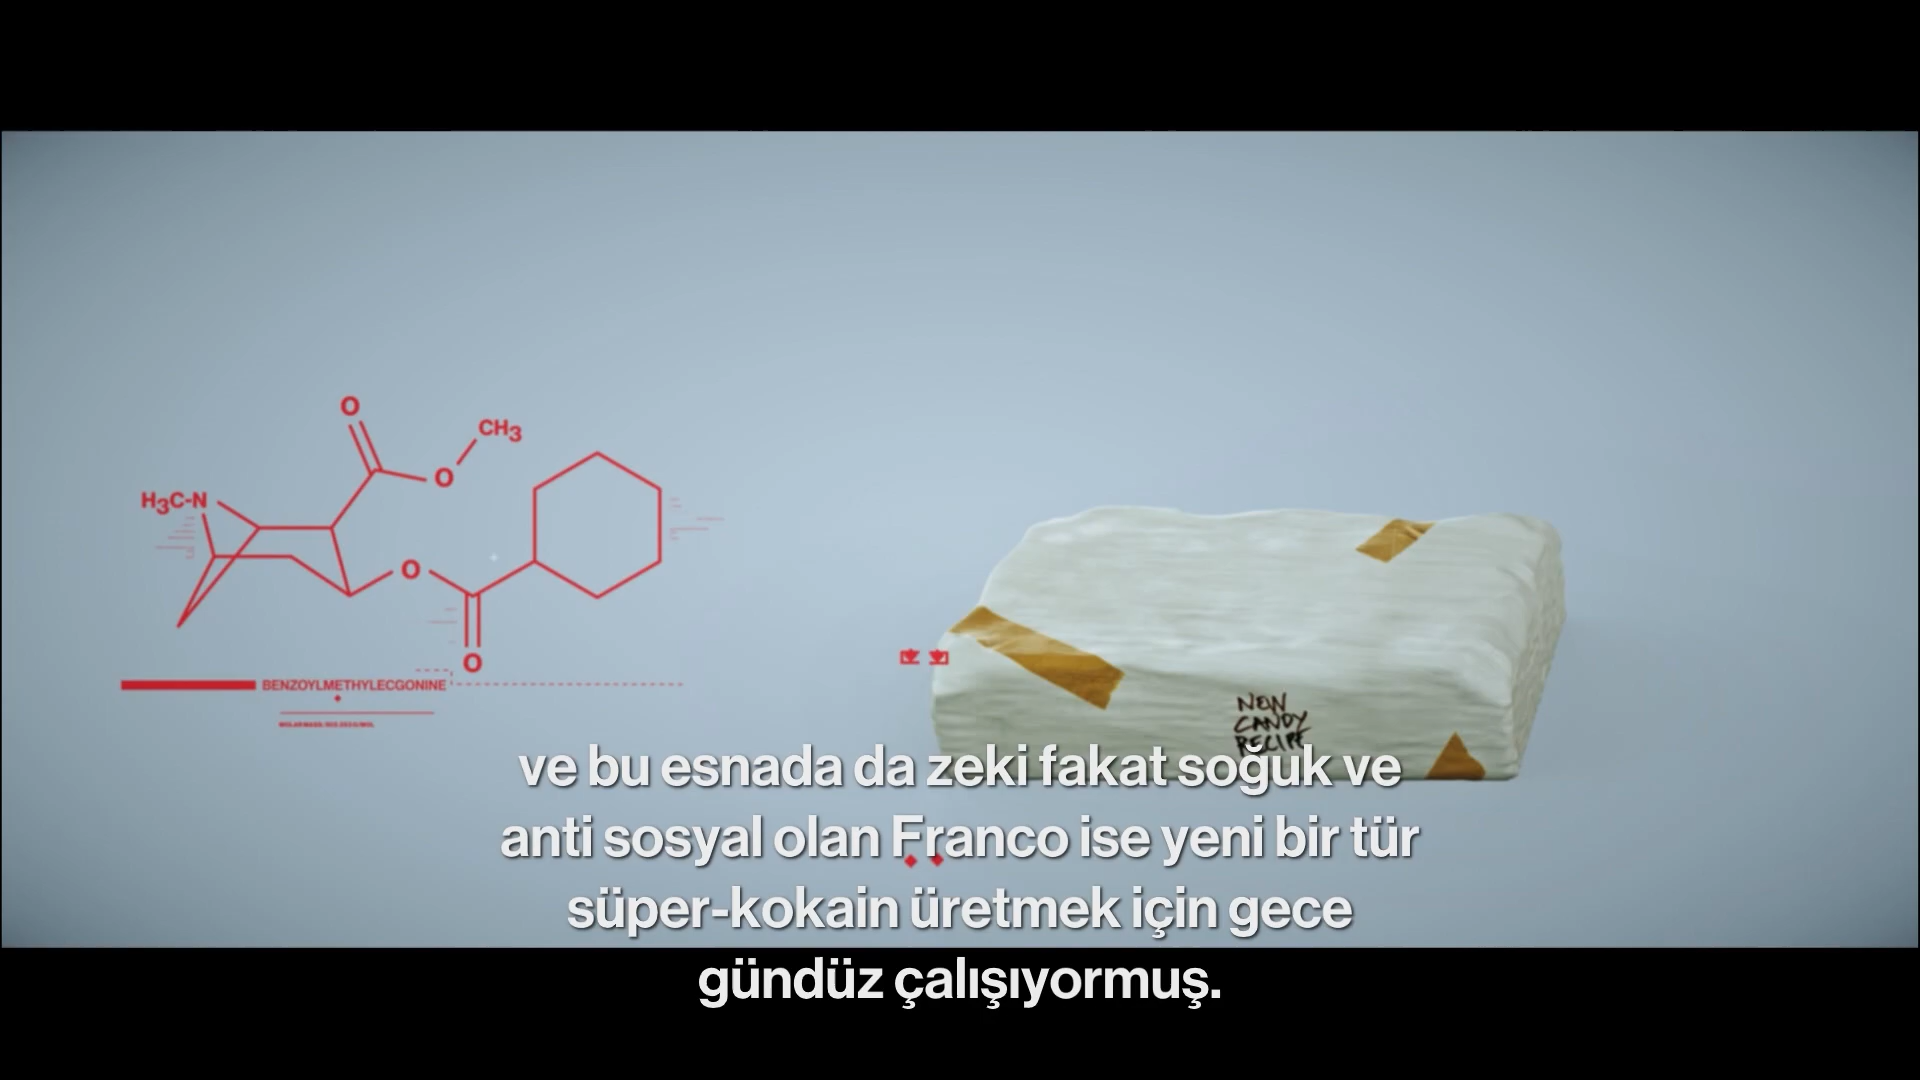 O
CH3
O
H3C-N
O
O
BENZOYLMETHYLECGONINE
NEW
CANDY
RECIPE
ve bu esnada da zeki fakat soğuk ve
anti sosyal olan Franco ise yeni bir tür
süper-kokain üretmek için gece
gündüz çalışıyormuş.